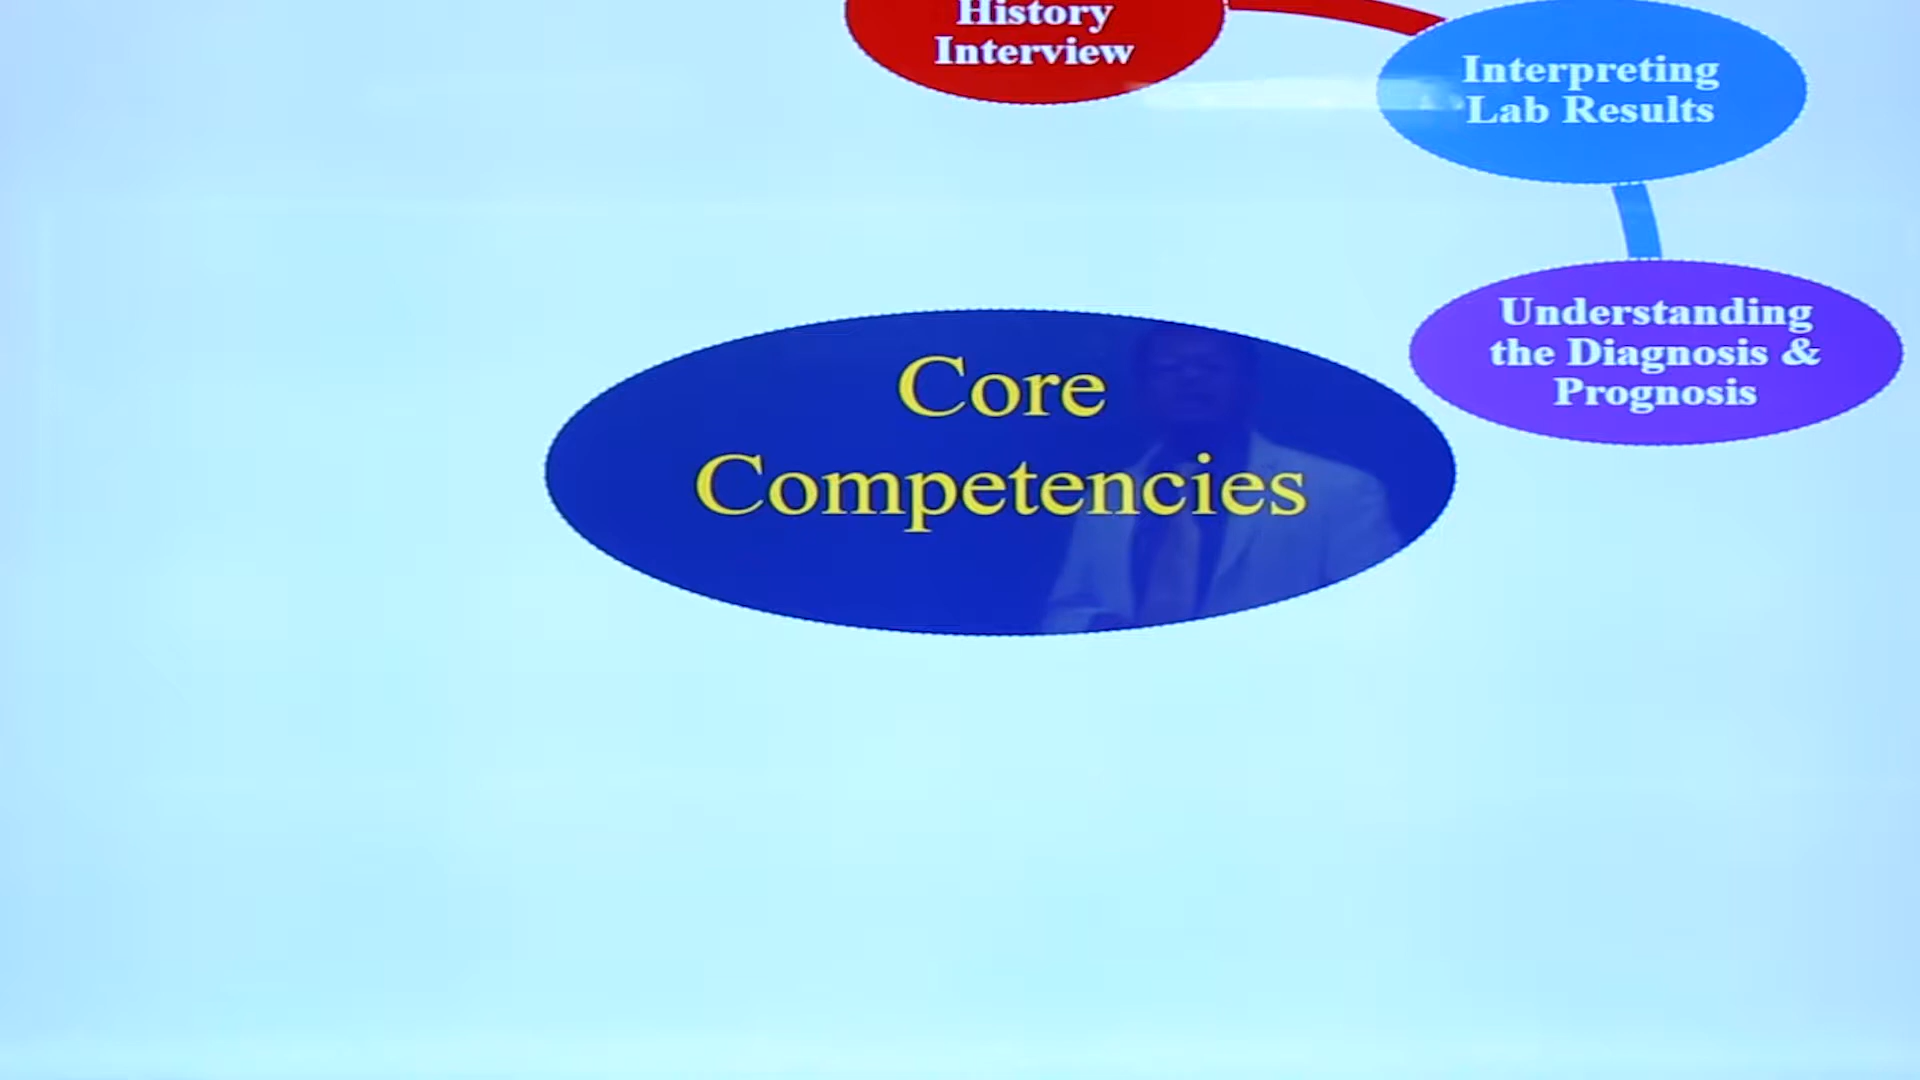 History
Interview
Interpreting
Lab Results
Understanding
the Diagnosis &
Prognosis
Core
Competencies